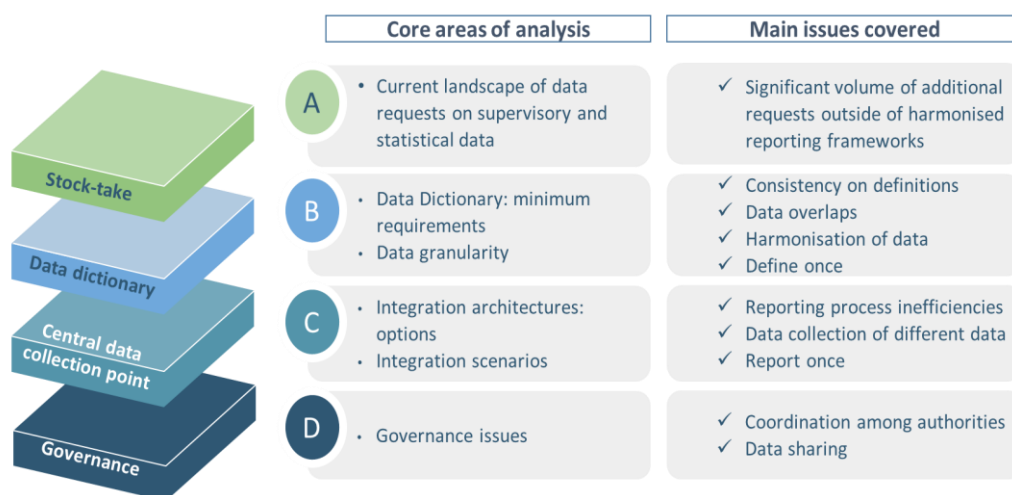 Core areas of analysis
Main issues covered
Stock-take
A
• Current landscape of data
requests on supervisory and
statistical data
✓ Significant volume of additional
requests outside of harmonised
reporting frameworks
Data dictionary
B
• Data Dictionary: minimum
requirements
• Data granularity
✓ Consistency on definitions
✓ Data overlaps
✓ Harmonisation of data
✓ Define once
Central data
collection point
C
• Integration architectures:
options
• Integration scenarios
✓ Reporting process inefficiencies
✓ Data collection of different data
✓ Report once
Governance
D
• Governance issues
✓ Coordination among authorities
✓ Data sharing